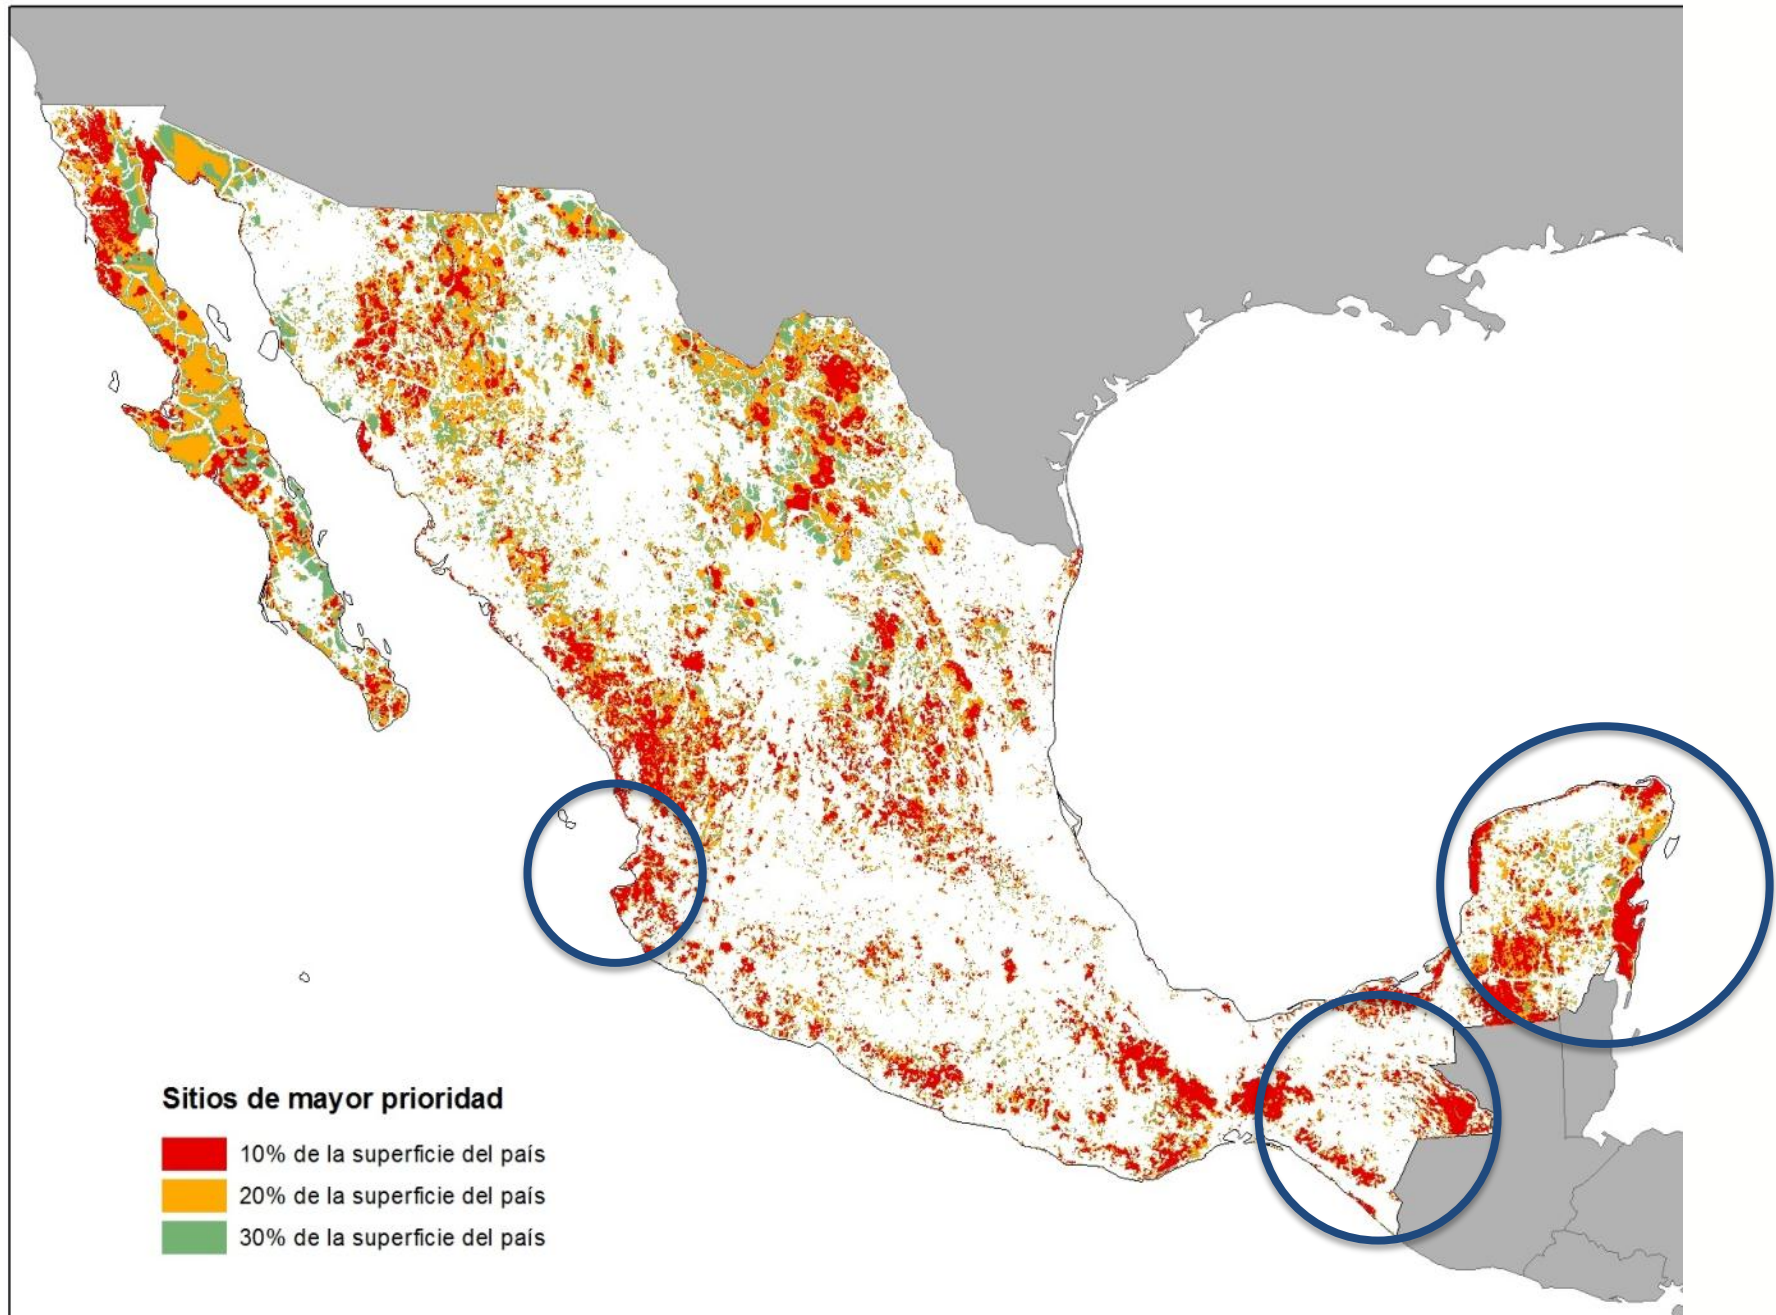 Sitios de mayor prioridad
10% de la superficie del país
20% de la superficie del país
30% de la superficie del país